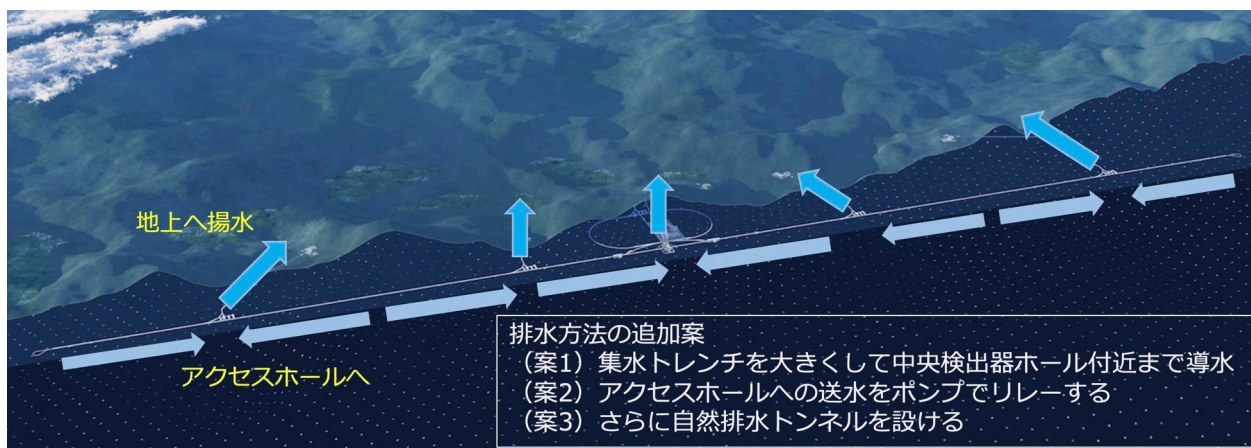 地上へ揚水
アクセスホールへ
排水方法の追加案
（案1）集水トレンチを大きくして中央検出器ホール付近まで導水
（案2）アクセスホールへの送水をポンプでリレーする
（案3）さらに自然排水トンネルを設ける